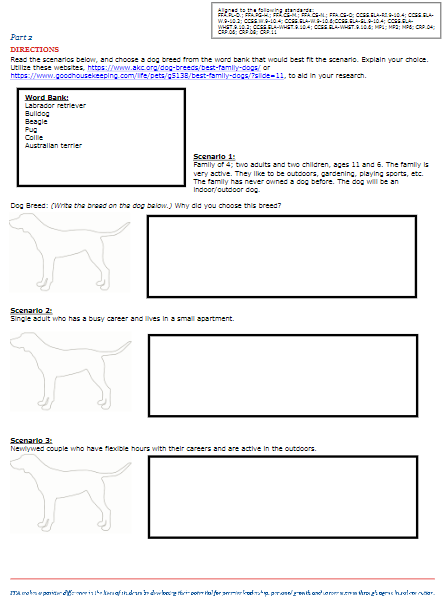 Aligned to the following standards:
Part 2
DIRECTIONS
Read the scenarios below, and choose a dog breed from the word bank that would best fit the scenario. Explain your choice.
Utilize these websites, https://www.akc.org/dog-breeds/best-family-dogs/ or
https://www.goodhousekeeping.com/life/pets/g5138/best-family-dogs/?slide=11, to aid in your research.
Word Bank:
Labrador retriever
Bulldog
Beagle
Pug
Collie
Australian terrier
Scenario 1:
Family of 4; two adults and two children, ages 11 and 6. The family is
very active. They like to be outdoors, gardening, playing sports, etc.
The family has never owned a dog before. The dog will be an
indoor/outdoor dog.
Dog Breed: (Write the breed on the dog below.) Why did you choose this breed?
Scenario 2:
Single adult who has a busy career and lives in a small apartment.
Scenario 3:
Newlywed couple who have flexible hours with their careers and are active in the outdoors.
FFA makes a positive difference in the lives of students by developing their potential for premier leadership, personal growth and career success through agricultural education.